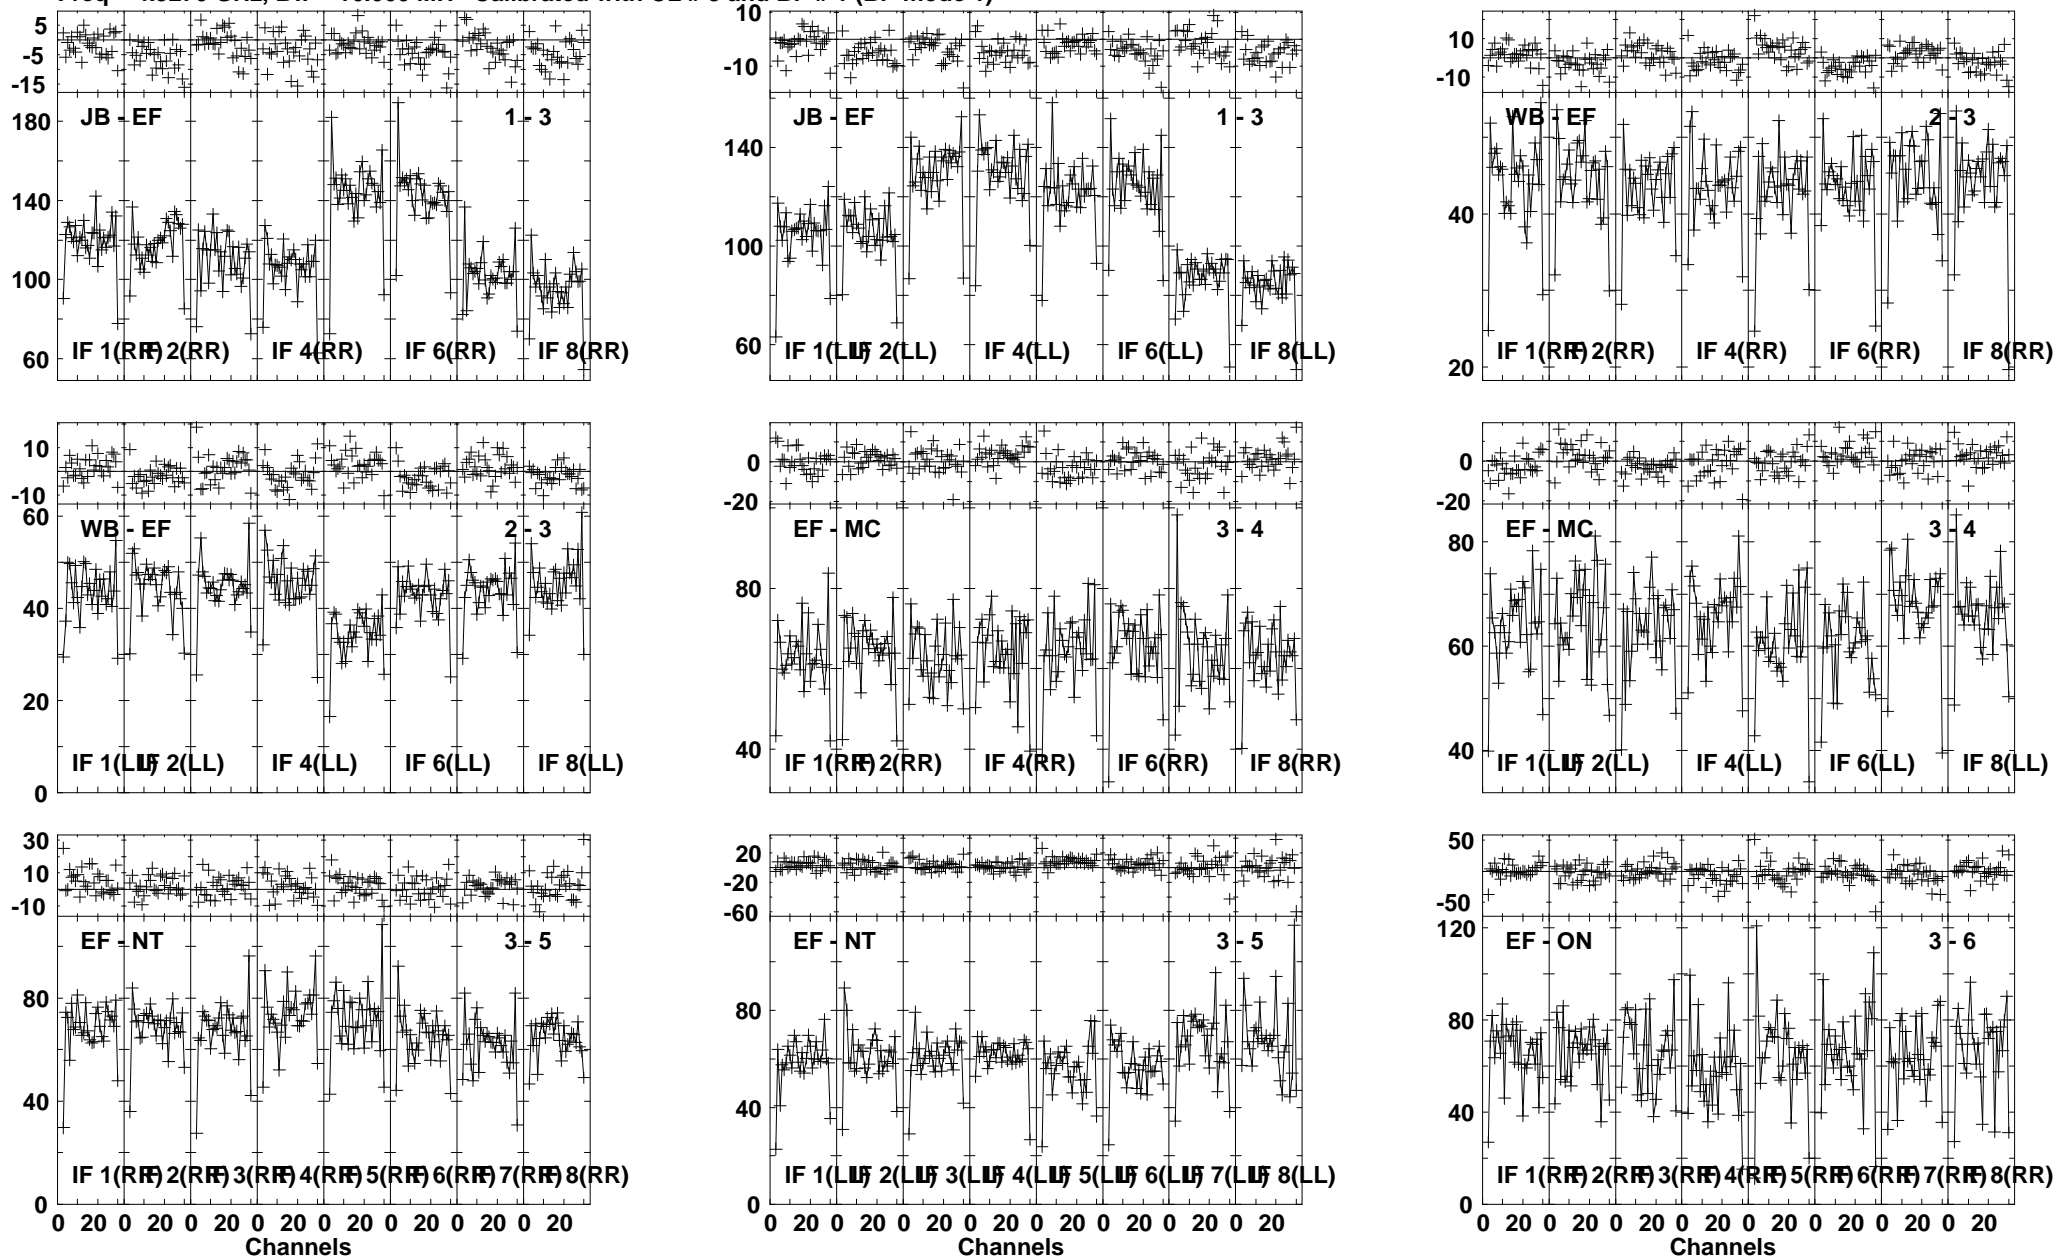 5 -5 -15
10 -10
10 -10
180 140 100 60
JB - EF 1 - 3
IF 1(RR) IF 2(RR) IF 4(RR) IF 6(RR) IF 8(RR)
140 100 60
JB - EF 1 - 3
IF 1(LL) IF 2(LL) IF 4(LL) IF 6(LL) IF 8(LL)
40 20
WB - EF 2 - 3
IF 1(RR) IF 2(RR) IF 4(RR) IF 6(RR) IF 8(RR)
10 -10
0 -20
0 -20
60 40 20 0
WB - EF 2 - 3
IF 1(LL) IF 2(LL) IF 4(LL) IF 6(LL) IF 8(LL)
80 40
EF - MC 3 - 4
IF 1(RR) IF 2(RR) IF 4(RR) IF 6(RR) IF 8(RR)
80 60 40
EF - MC 3 - 4
IF 1(LL) IF 2(LL) IF 4(LL) IF 6(LL) IF 8(LL)
30 10 -10
20 -20 -60
50 -50
80 40 0
EF - NT 3 - 5
IF 1(RR) IF 2(RR) IF 3(RR) IF 4(RR) IF 5(RR) IF 6(RR) IF 7(RR) IF 8(RR)
0 20 0 20 0 20 0 20 0 20 0 20 0 20 0 20
Channels
80 40 0
EF - NT 3 - 5
IF 1(LL) IF 2(LL) IF 3(LL) IF 4(LL) IF 5(LL) IF 6(LL) IF 7(LL) IF 8(LL)
0 20 0 20 0 20 0 20 0 20 0 20 0 20 0 20
Channels
120 80 40 0
EF - ON 3 - 6
IF 1(RR) IF 2(RR) IF 3(RR) IF 4(RR) IF 5(RR) IF 6(RR) IF 7(RR) IF 8(RR)
0 20 0 20 0 20 0 20 0 20 0 20 0 20 0 20
Channels